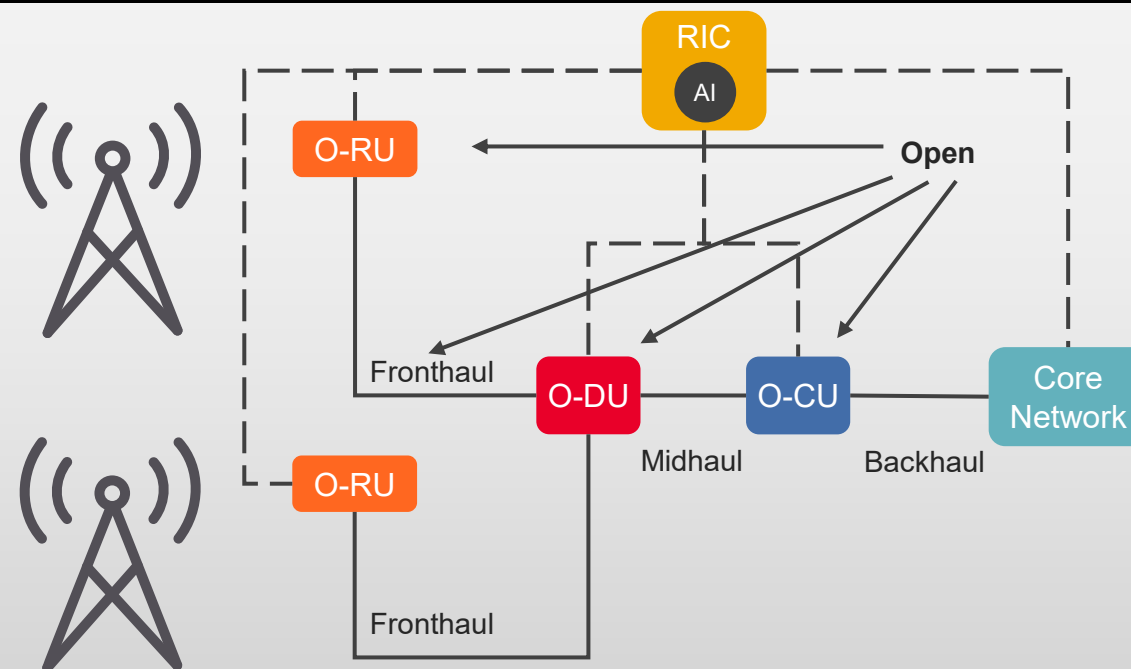 RIC
AI
O-RU
Open
Fronthaul
O-DU
O-CU
Core
Network
Midhaul
Backhaul
O-RU
Fronthaul